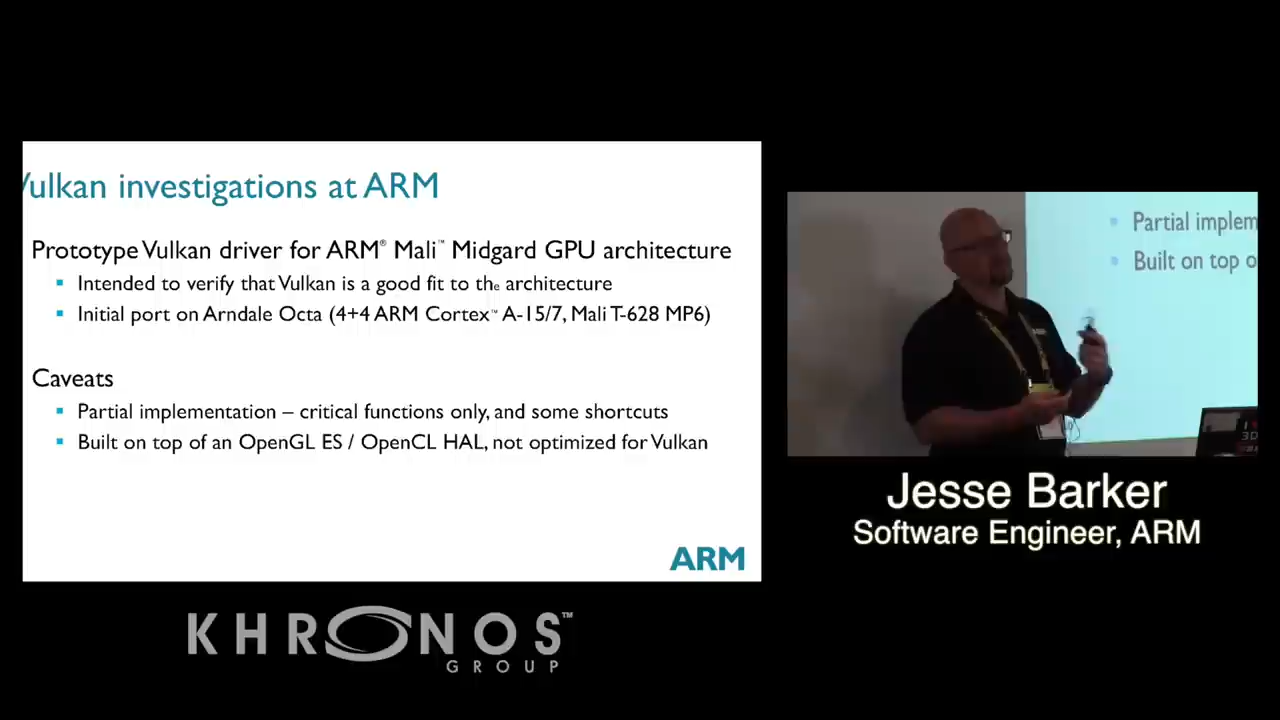 Vulkan investigations at ARM
Prototype Vulkan driver for ARM® Mali™ Midgard GPU architecture
▪ Intended to verify that Vulkan is a good fit to the architecture
▪ Initial port on Arndale Octa (4+4 ARM Cortex™ A-15/7, Mali T-628 MP6)
Caveats
▪ Partial implementation – critical functions only, and some shortcuts
▪ Built on top of an OpenGL ES / OpenCL HAL, not optimized for Vulkan
ARM
▪ Partial implem
▪ Built on top o
3D
Jesse Barker
Software Engineer, ARM
KHRONOS™
GROUP